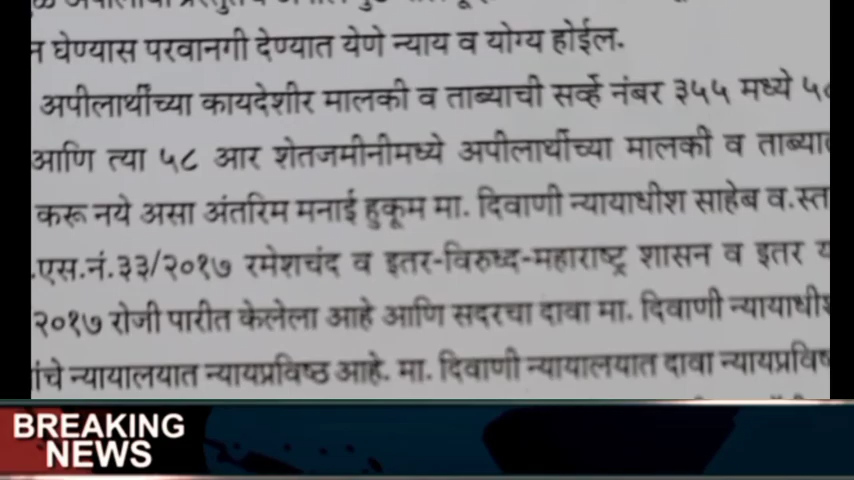 न घेण्यास परवानगी देण्यात येणे न्याय व योग्य होईल.
अपीलार्थीच्या कायदेशीर मालकी व ताब्याची सर्व्हे नंबर ३५५ मध्ये
आणि त्या ५८ आर शेतजमीनीमध्ये अपीलार्थीच्या मालकी व
करू नये असा अंतरिम मनाई हुकूम मा. दिवाणी न्यायाधीश साहेब व.स्त
.एस.नं.३३/२०१७ रमेशचंद व इतर-विरुध्द-महाराष्ट्र शासन व इतर
२०१७ रोजी पारीत केलेला आहे आणि सदरचा दावा मा. दिवाणी
न्यायालयात न्यायप्रविष्ठ आहे. मा. दिवाणी न्यायालयात दावा
BREAKING
NEWS